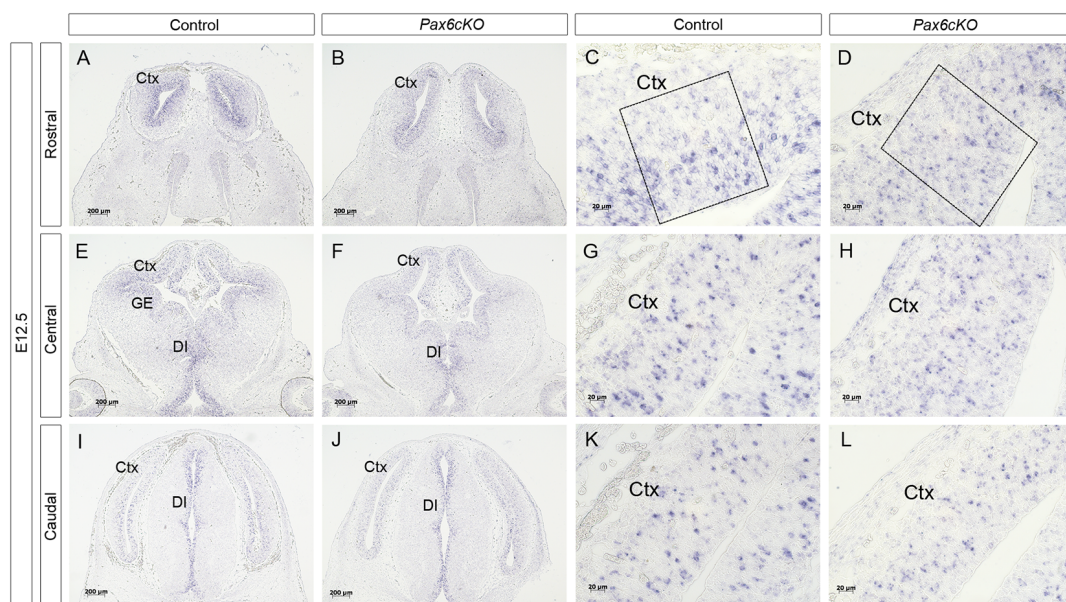 Control
Pax6cKO
Control
Pax6cKO
E12.5
Rostral
A
Ctx
200 µm
B
Ctx
200 µm
C
Ctx
20 µm
D
Ctx
20 µm
Central
E
Ctx
GE
DI
200 µm
F
Ctx
DI
200 µm
G
Ctx
20 µm
H
Ctx
20 µm
Caudal
I
Ctx
DI
200 µm
J
Ctx
DI
200 µm
K
Ctx
20 µm
L
Ctx
20 µm